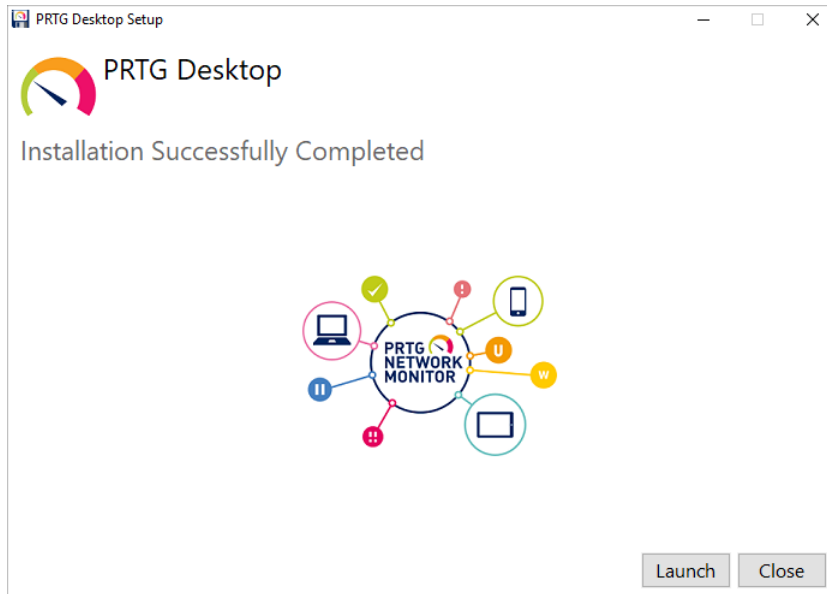 PRTG Desktop Setup
PRTG Desktop
Installation Successfully Completed
PRTG
NETWORK
MONITOR
U
W
Launch
Close